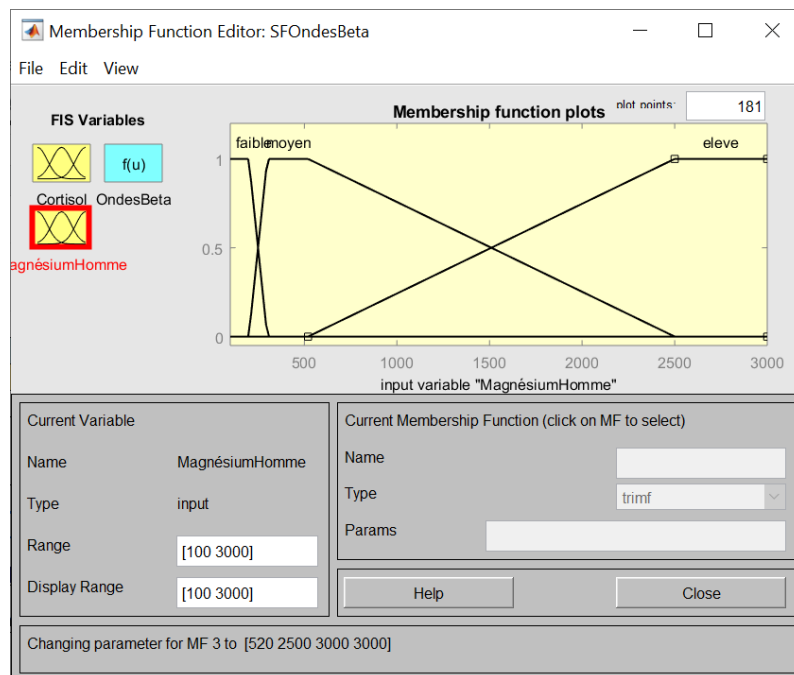 Membership Function Editor: SFOndesBeta
File Edit View
FIS Variables
f(u)
Cortisol OndesBeta
agnésiumHomme
Membership function plots
plot points:
181
faible
moyen
eleve
1
0.5
0
500 1000 1500 2000 2500 3000
input variable "MagnésiumHomme"
Current Variable
Name MagnésiumHomme
Type input
Range [100 3000]
Display Range [100 3000]
Current Membership Function (click on MF to select)
Name
Type trimf
Params
Help Close
Changing parameter for MF 3 to [520 2500 3000 3000]